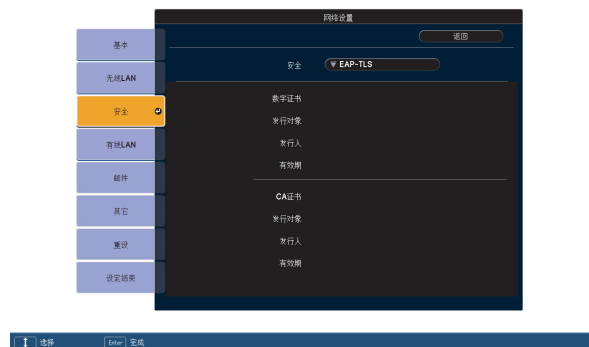 网络设置
返回
基本
无线LAN
安全
有线LAN
邮件
其它
重设
设定结束
安全 EAP-TLS
数字证书
发行对象
发行人
有效期
CA证书
发行对象
发行人
有效期
选择 Enter 完成